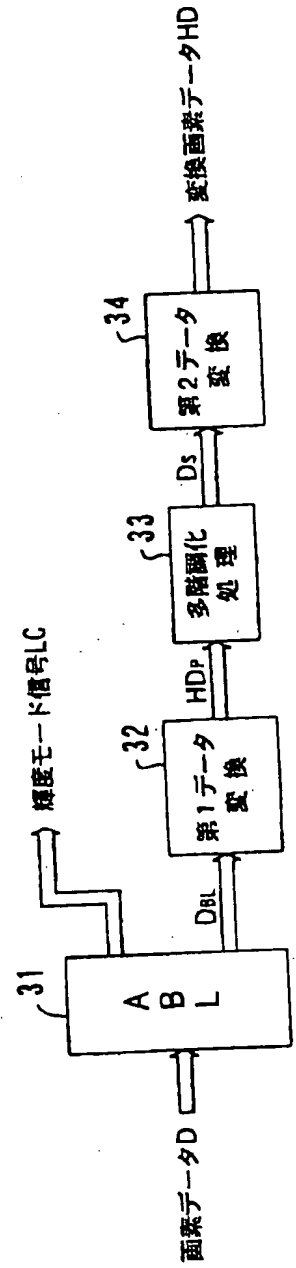 画素データD
31
ABL
輝度モード信号LC
DBL
32
第1データ
変換
HDP
33
多階調化
処理
DS
34
第2データ
変換
変換画素データHD